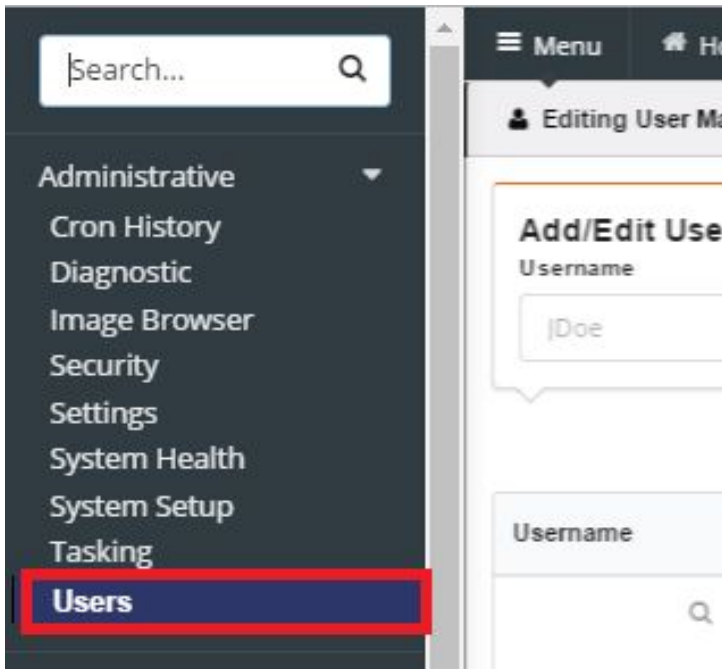 Search...
Administrative
Cron History
Diagnostic
Image Browser
Security
Settings
System Health
System Setup
Tasking
Users
Menu
Editing User
Add/Edit
Username
JDoe
Username